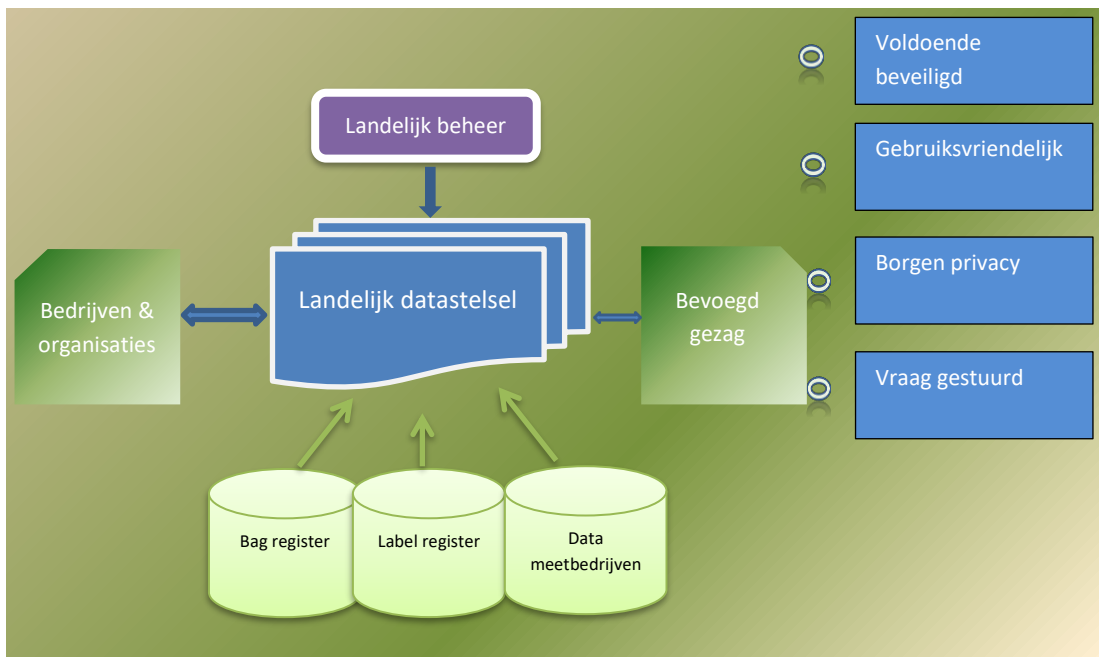 Voldoende
beveiligd
Landelijk beheer
Gebruiksvriendelijk
Bedrijven &
organisaties
Landelijk datastelsel
Bevoegd
gezag
Borgen privacy
Vraag gestuurd
Bag register
Label register
Data
meetbedrijven